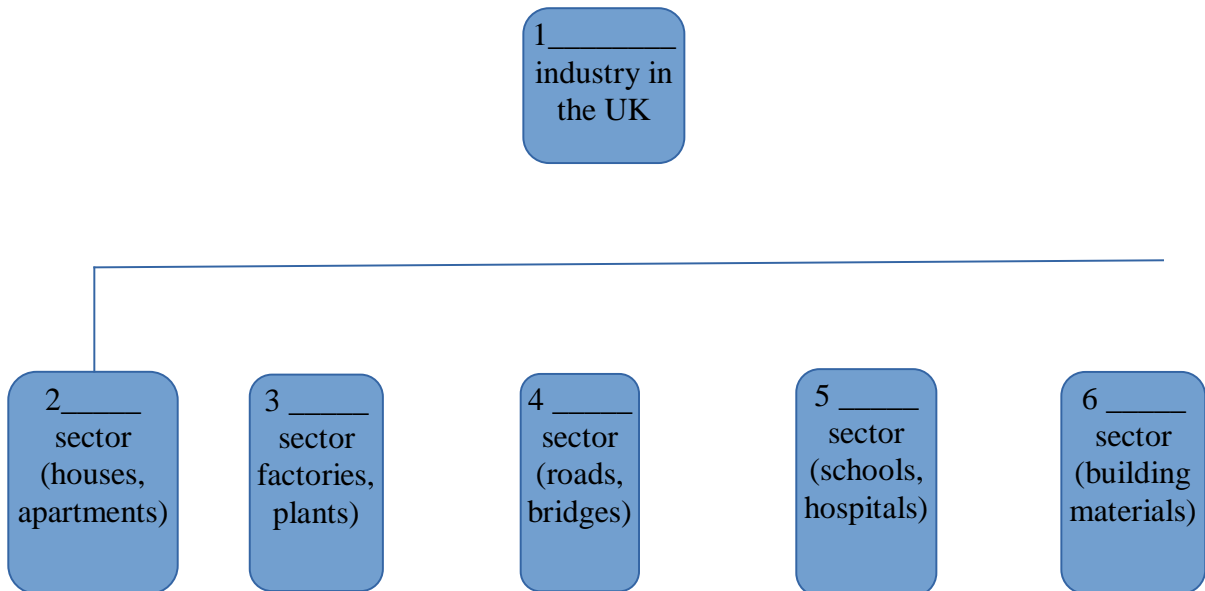 1_________
industry in
the UK
2_____
sector
(houses,
apartments)
3 _____
sector
factories,
plants)
4 _____
sector
(roads,
bridges)
5 _____
sector
(schools,
hospitals)
6 _____
sector
(building
materials)